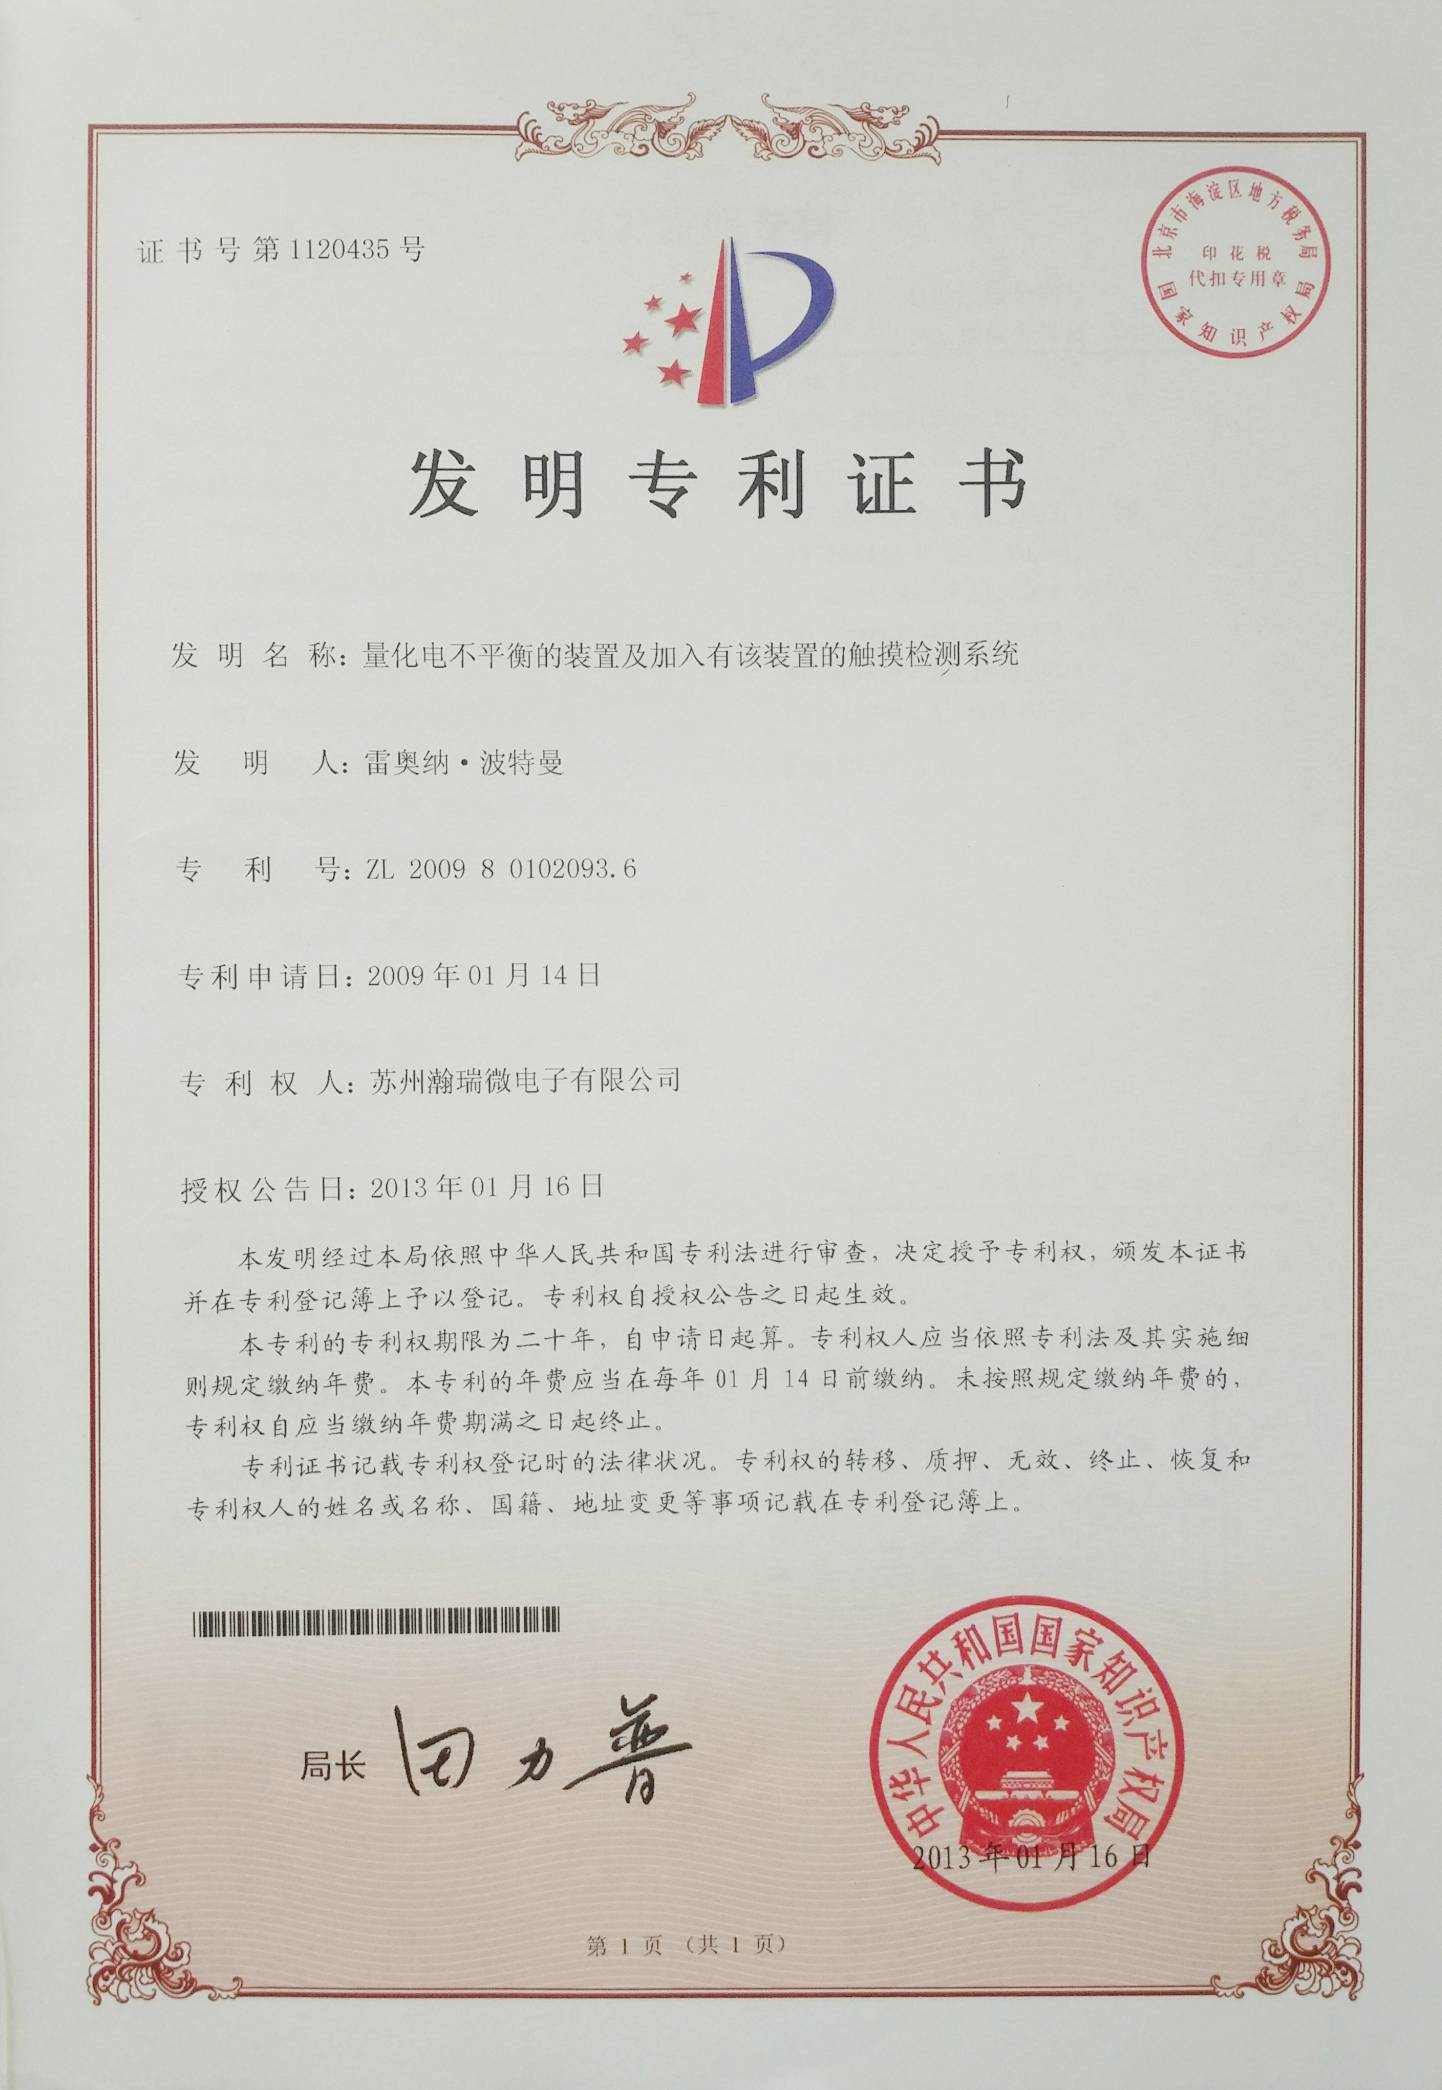 证书号第1120435号
北京市海淀区地方税务局
印花税
代扣专用章
国家知识产权局
发明专利证书
发明名称：量化电不平衡的装置及加入有该装置的触摸检测系统
发明人：雷奥纳·波特曼
专利号：ZL 2009 8 0102093.6
专利申请日：2009年01月14日
专利权人：苏州瀚瑞微电子有限公司
授权公告日：2013年01月16日
本发明经过本局依照中华人民共和国专利法进行审查，决定授予专利权，颁发本证书
并在专利登记簿上予以登记。专利权自授权公告之日起生效。
本专利的专利权期限为二十年，自申请日起算。专利权人应当依照专利法及其实施细
则规定缴纳年费。本专利的年费应当在每年01月14日前缴纳。未按照规定缴纳年费的，
专利权自应当缴纳年费期满之日起终止。
专利证书记载专利权登记时的法律状况。专利权的转移、质押、无效、终止、恢复和
专利权人的姓名或名称、国籍、地址变更等事项记载在专利登记簿上。
局长 田力普
中华人民共和国国家知识产权局
2013年01月16日
第1页（共1页）